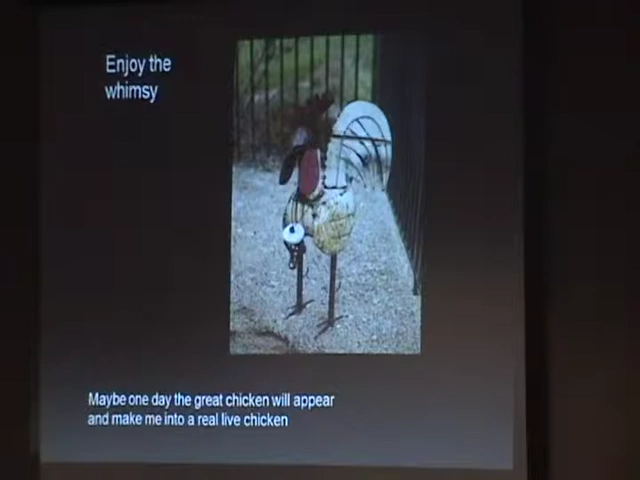 Enjoy the
whimsy
Maybe one day the great chicken will appear
and make me into a real live chicken